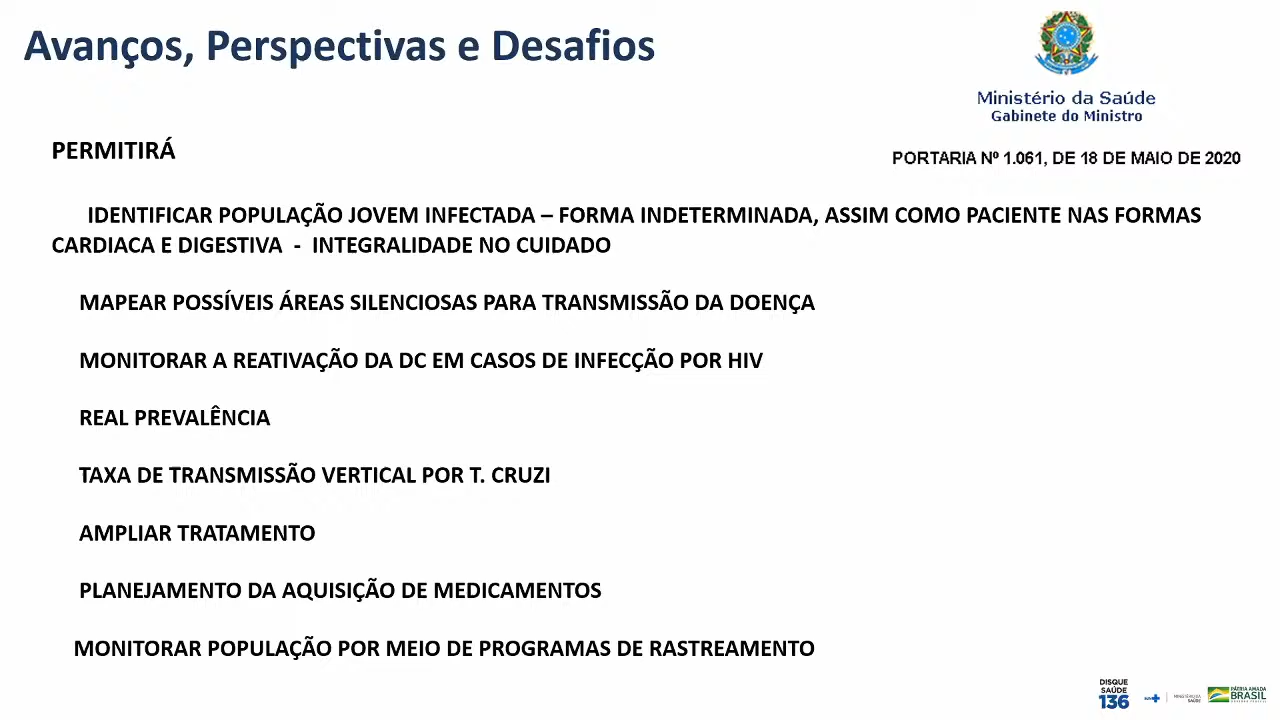 Avanços, Perspectivas e Desafios
Ministério da Saúde
Gabinete do Ministro
PERMITIRÁ
PORTARIA Nº 1.061, DE 18 DE MAIO DE 2020
IDENTIFICAR POPULAÇÃO JOVEM INFECTADA – FORMA INDETERMINADA, ASSIM COMO PACIENTE NAS FORMAS
CARDIACA E DIGESTIVA - INTEGRALIDADE NO CUIDADO
MAPEAR POSSÍVEIS ÁREAS SILENCIOSAS PARA TRANSMISSÃO DA DOENÇA
MONITORAR A REATIVAÇÃO DA DC EM CASOS DE INFECÇÃO POR HIV
REAL PREVALÊNCIA
TAXA DE TRANSMISSÃO VERTICAL POR T. CRUZI
AMPLIAR TRATAMENTO
PLANEJAMENTO DA AQUISIÇÃO DE MEDICAMENTOS
MONITORAR POPULAÇÃO POR MEIO DE PROGRAMAS DE RASTREAMENTO
DISQUE
SAÚDE
136
MINISTÉRIO DA
SAÚDE
PÁTRIA AMADA
BRASIL